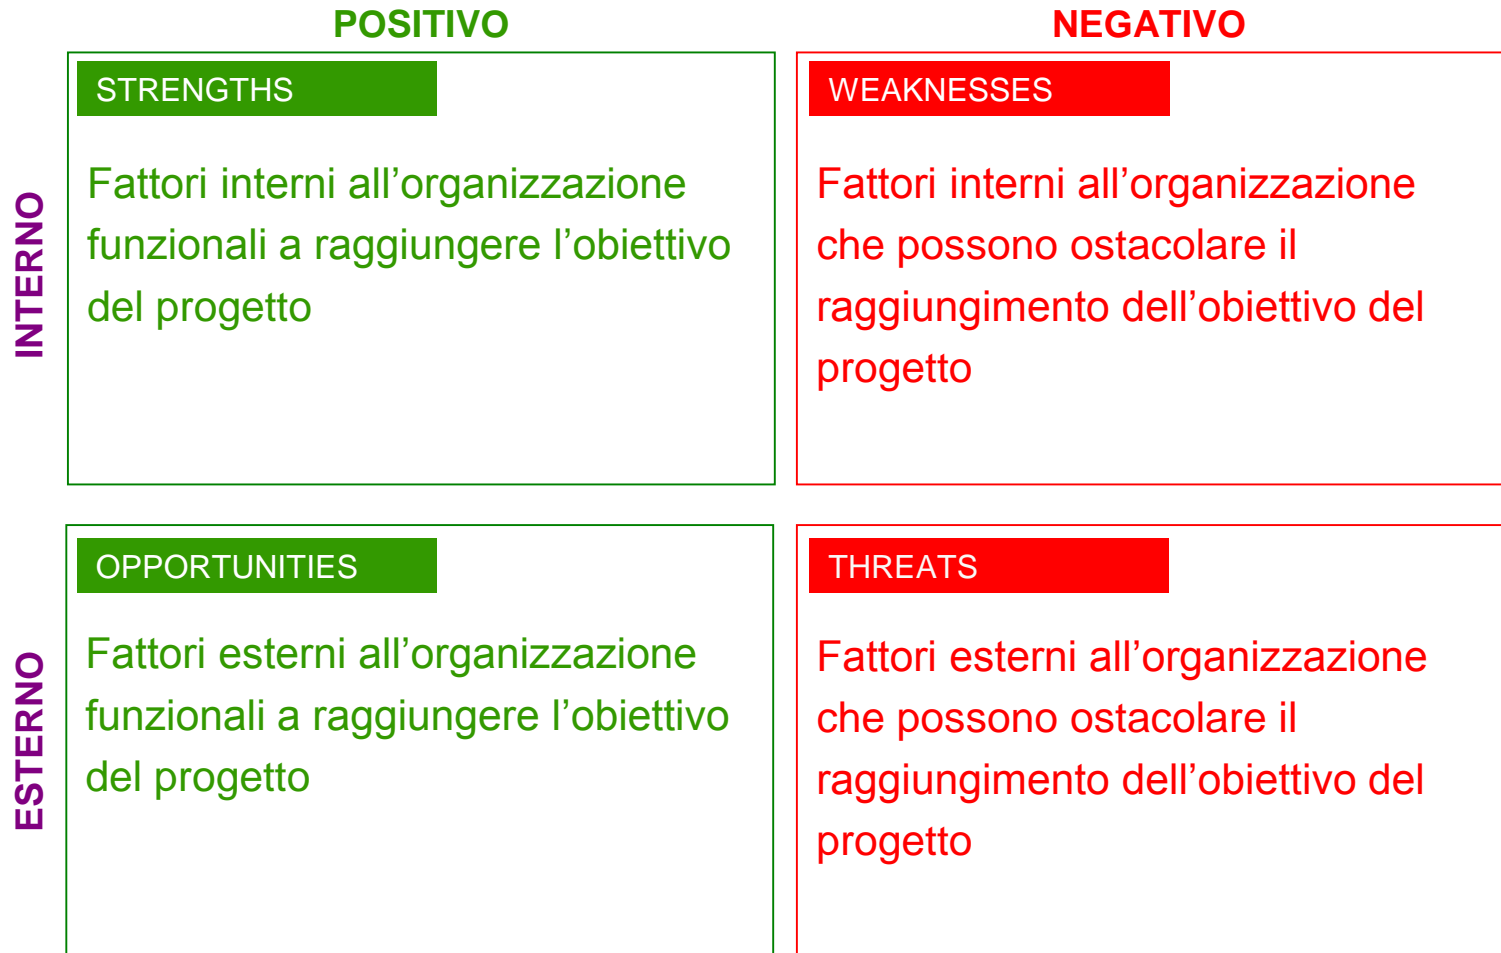 POSITIVO
NEGATIVO
INTERNO
STRENGTHS
Fattori interni all’organizzazione
funzionali a raggiungere l’obiettivo
del progetto
WEAKNESSES
Fattori interni all’organizzazione
che possono ostacolare il
raggiungimento dell’obiettivo del
progetto
ESTERNO
OPPORTUNITIES
Fattori esterni all’organizzazione
funzionali a raggiungere l’obiettivo
del progetto
THREATS
Fattori esterni all’organizzazione
che possono ostacolare il
raggiungimento dell’obiettivo del
progetto